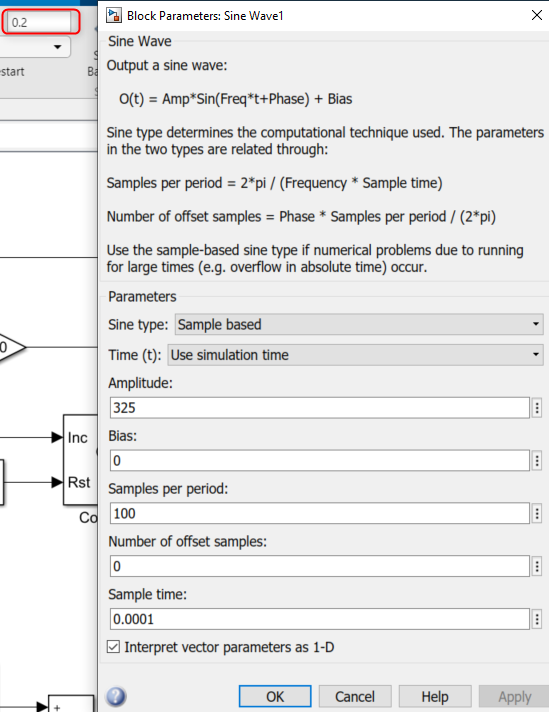 0.2
start
Ba
0
Inc
Rst
Co
+
Block Parameters: Sine Wave1
Sine Wave
Output a sine wave:
O(t) = Amp*Sin(Freq*t+Phase) + Bias
Sine type determines the computational technique used. The parameters
in the two types are related through:
Samples per period = 2*pi / (Frequency * Sample time)
Number of offset samples = Phase * Samples per period / (2*pi)
Use the sample-based sine type if numerical problems due to running
for large times (e.g. overflow in absolute time) occur.
Parameters
Sine type: Sample based
Time (t): Use simulation time
Amplitude:
325
Bias:
0
Samples per period:
100
Number of offset samples:
0
Sample time:
0.0001
Interpret vector parameters as 1-D
? OK Cancel Help Apply